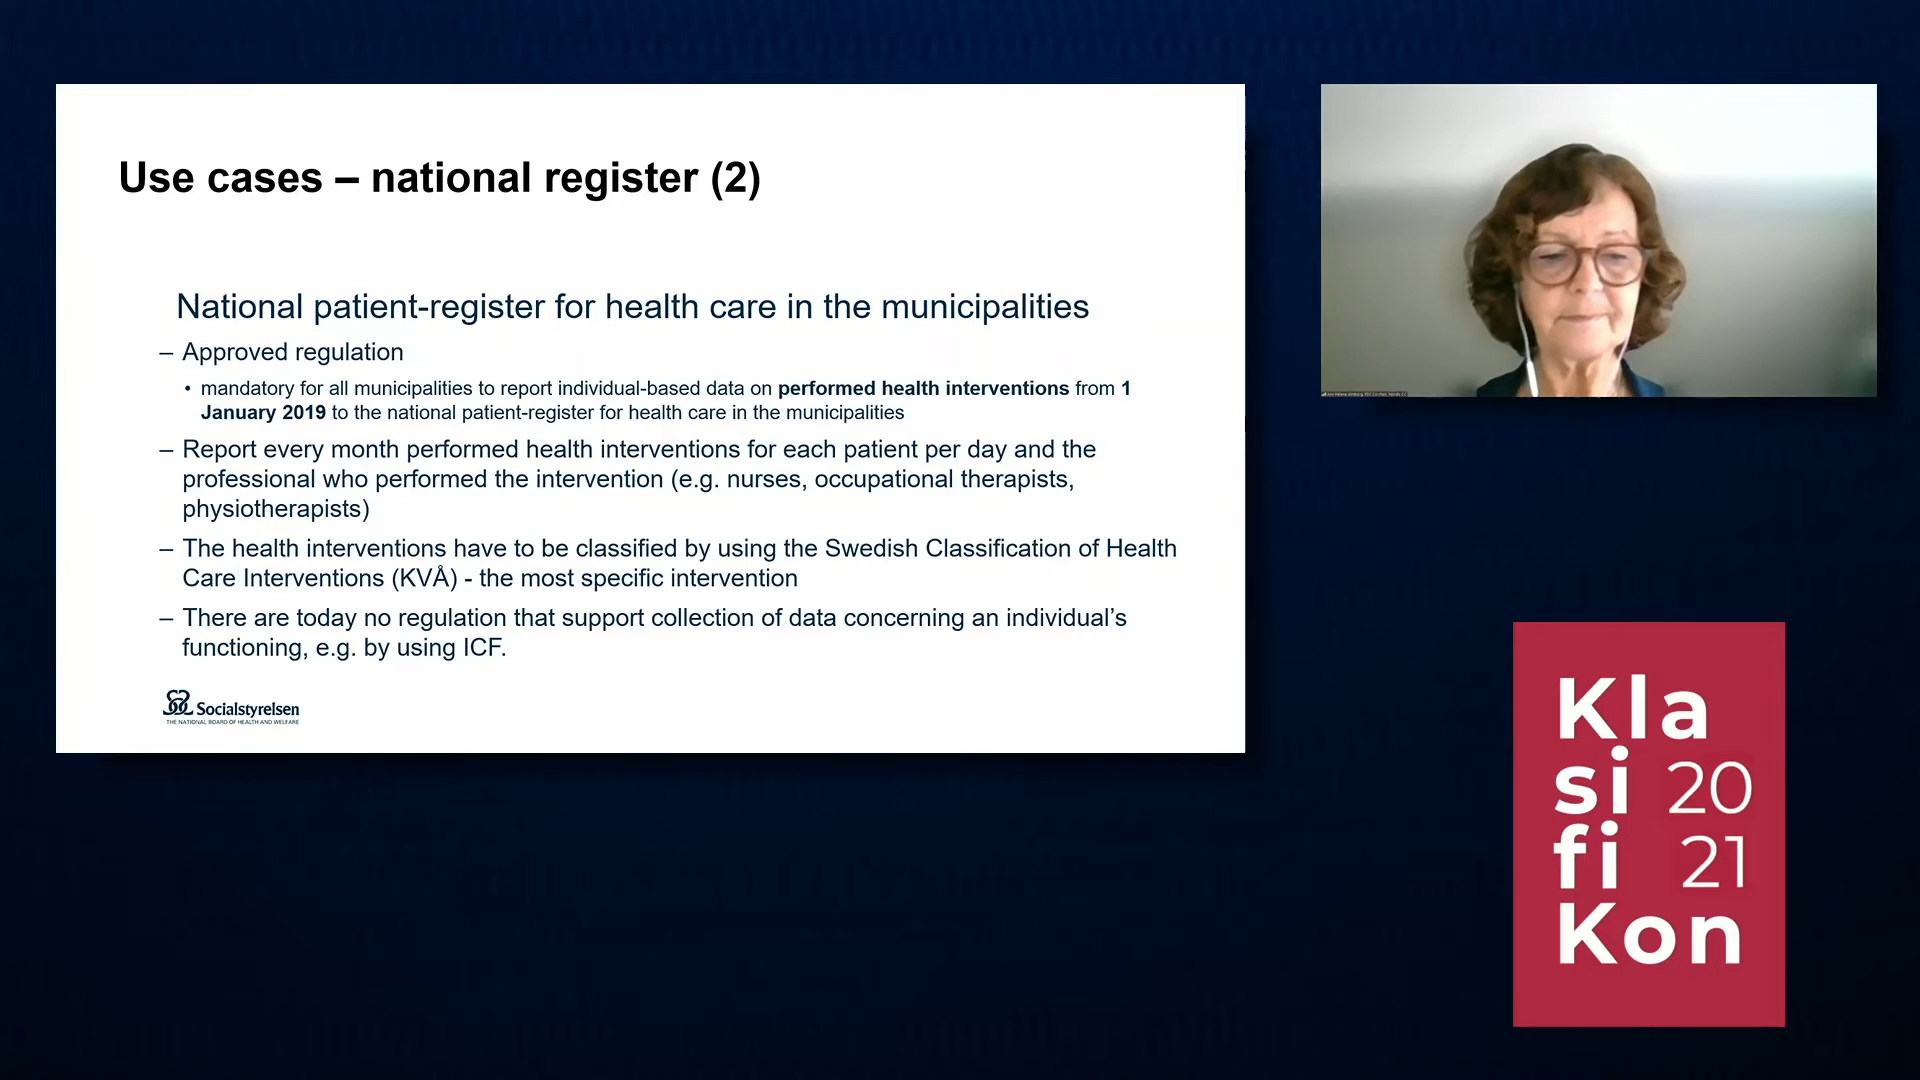 Use cases – national register (2)
National patient-register for health care in the municipalities
– Approved regulation
• mandatory for all municipalities to report individual-based data on performed health interventions from 1
January 2019 to the national patient-register for health care in the municipalities
– Report every month performed health interventions for each patient per day and the
professional who performed the intervention (e.g. nurses, occupational therapists,
physiotherapists)
– The health interventions have to be classified by using the Swedish Classification of Health
Care Interventions (KVÅ) - the most specific intervention
– There are today no regulation that support collection of data concerning an individual’s
functioning, e.g. by using ICF.
Socialstyrelsen
THE NATIONAL BOARD OF HEALTH AND WELFARE
Kla
si 20
fi 21
Kon